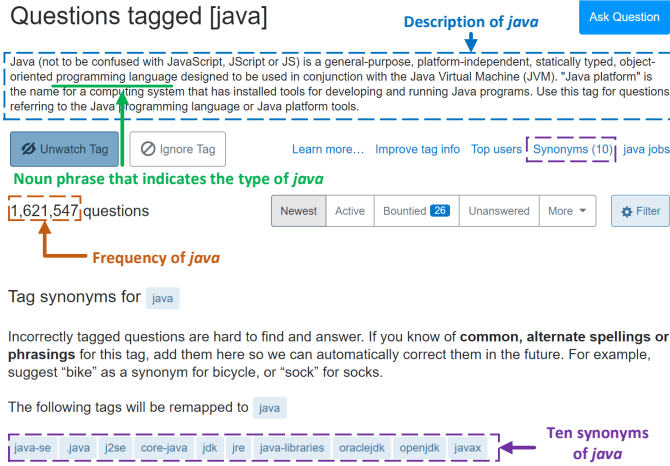 Questions tagged [java]
Description of java
Ask Question
Java (not to be confused with JavaScript, JScript or JS) is a general-purpose, platform-independent, statically typed, object-
oriented programming language designed to be used in conjunction with the Java Virtual Machine (JVM). "Java platform" is
the name for a computing system that has installed tools for developing and running Java programs. Use this tag for questions
referring to the Java programming language or Java platform tools.
Unwatch Tag
Ignore Tag
Learn more… Improve tag info Top users Synonyms (10) java jobs
Noun phrase that indicates the type of java
1,621,547 questions
Newest Active Bountied 26 Unanswered More
Filter
Frequency of java
Tag synonyms for java
Incorrectly tagged questions are hard to find and answer. If you know of common, alternate spellings or
phrasings for this tag, add them here so we can automatically correct them in the future. For example,
suggest “bike” as a synonym for bicycle, or “sock” for socks.
The following tags will be remapped to java
java-se .java j2se core-java jdk jre java-libraries oraclejdk openjdk javax
Ten synonyms
of java